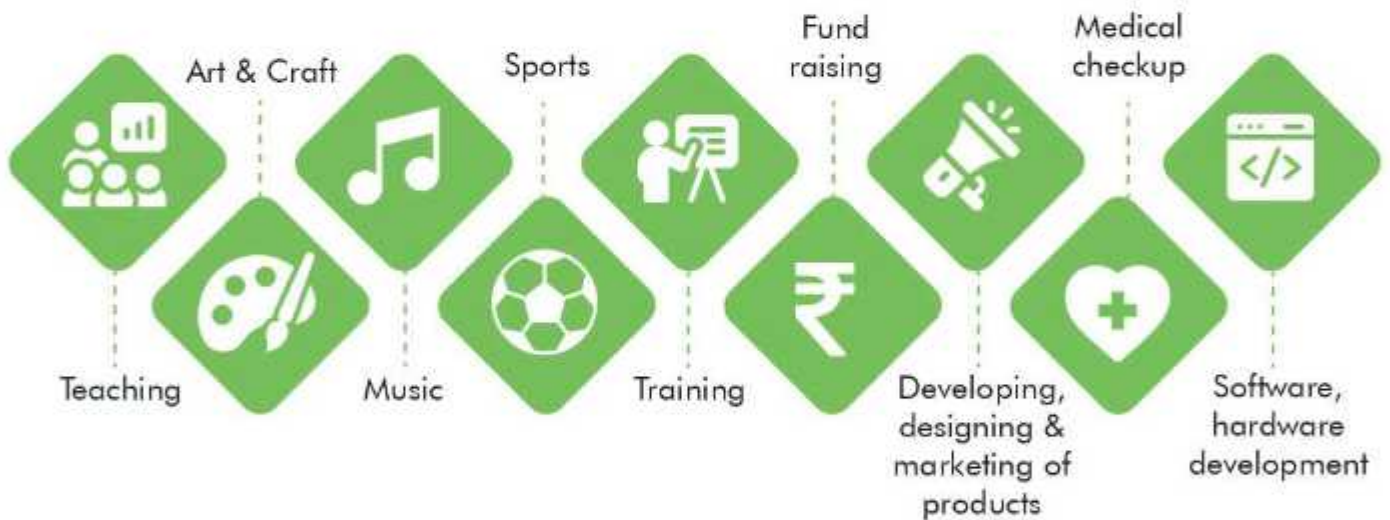 Teaching
Art & Craft
Music
Sports
Training
Fund
raising
Developing,
designing &
marketing of
products
Medical
checkup
Software,
hardware
development